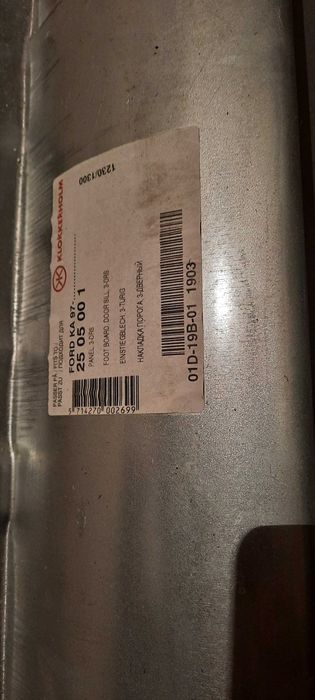 KLOKKERHOLM
PASSER PÅ, FITS TO
PASST ZU / ПОДХОДИТ ДЛЯ
FORD KA 97-
25 05 00 1
PANEL, 3-DRS
FOOT BOARD, DOOR SILL, 3-DRS
EINSTIEGBLECH, 3-TÜRIG
НАКЛАДКА ПОРОГА, 3-ДВЕРНЫЙ
1230/1300
5 714270 002699
01D-19B-01 1903